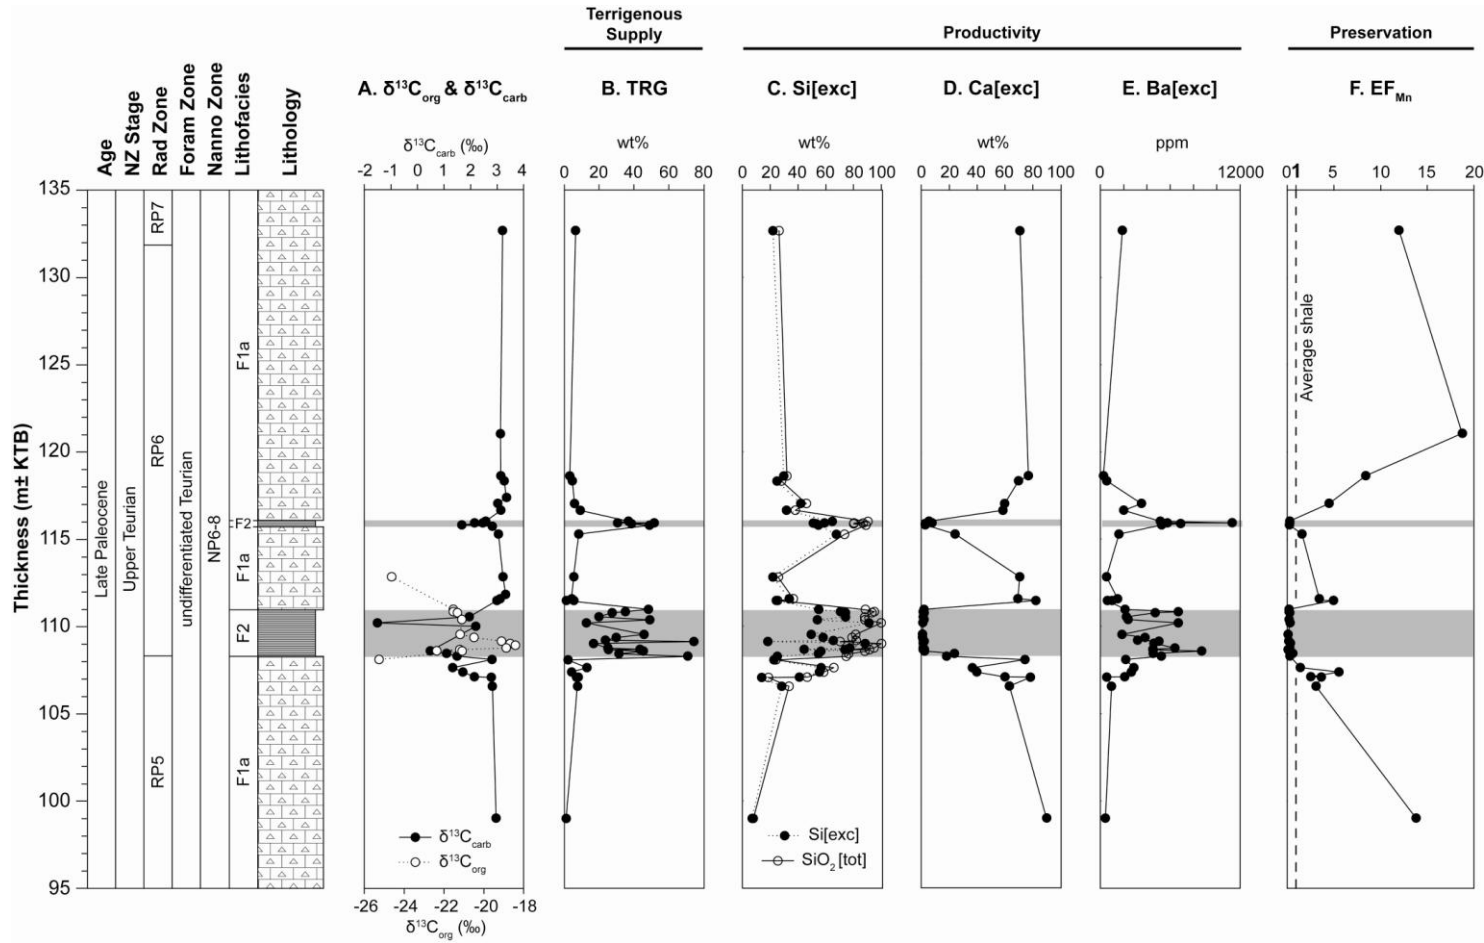 Terrigenous
Supply
Productivity
Preservation
Age
NZ Stage
Rad Zone
Foram Zone
Nanno Zone
Lithofacies
Lithology
A. δ¹³Corg & δ¹³Ccarb
B. TRG
C. Si[exc]
D. Ca[exc]
E. Ba[exc]
F. EFMn
δ¹³Ccarb (‰)
wt%
wt%
wt%
ppm
-2 -1 0 1 2 3 4
0 20 40 60 80
0 20 40 60 80 100
0 20 40 60 80 100
0 12000
0 1 5 10 15 20
Thickness (m± KTB)
135
130
125
120
115
110
105
100
95
Late Paleocene
Upper Teurian
RP7
RP6
RP5
undifferentiated Teurian
NP6-8
F1a
F2
F1a
F2
F1a
Average shale
δ¹³Ccarb
δ¹³Corg
Si[exc]
SiO₂ [tot]
-26 -24 -22 -20 -18
δ¹³Corg (‰)